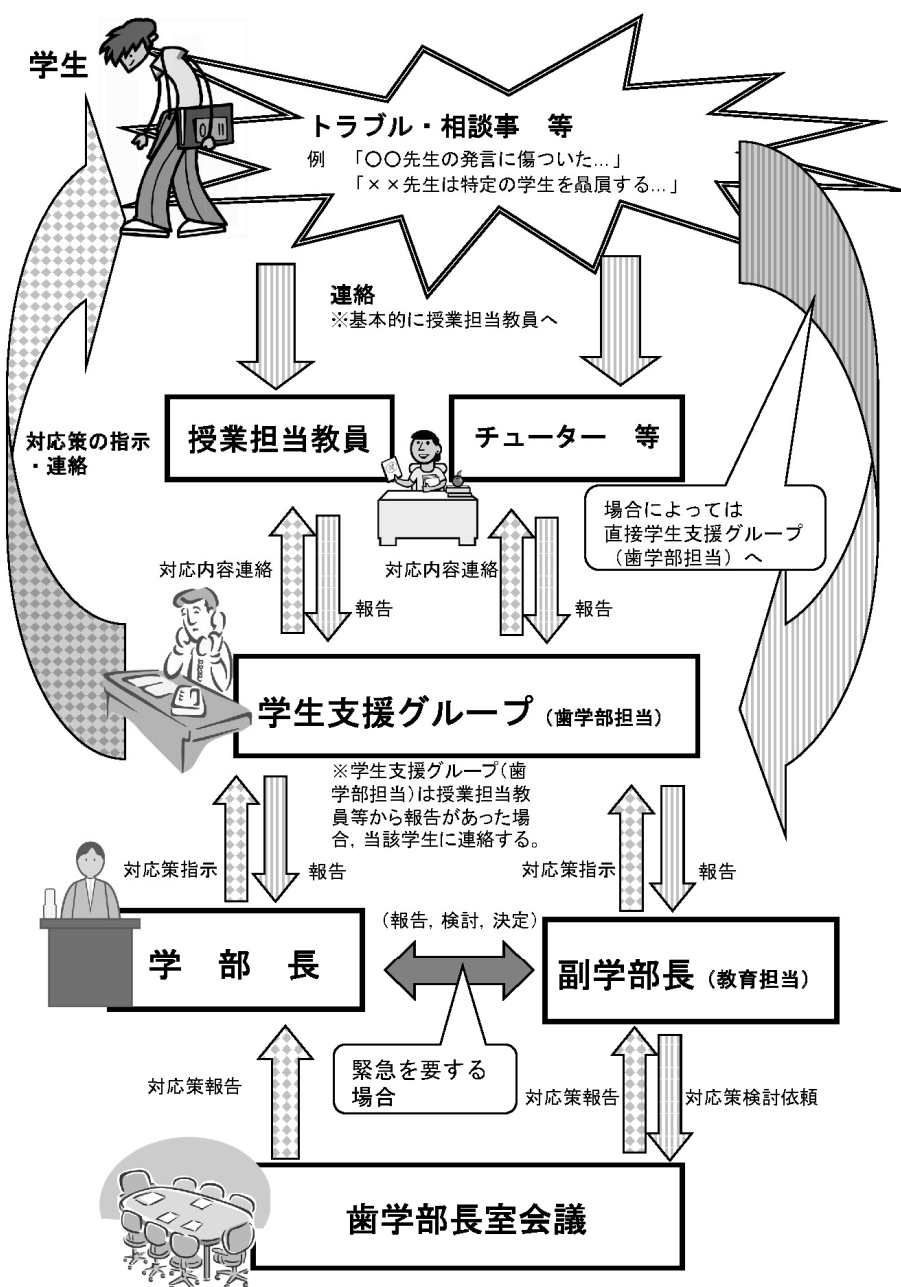 学生
トラブル・相談事　等
例　「〇〇先生の発言に傷ついた…」
「××先生は特定の学生を贔屓する…」
連絡
※基本的に授業担当教員へ
授業担当教員
チューター　等
対応策の指示
・連絡
場合によっては
直接学生支援グループ
（歯学部担当）へ
対応内容連絡
報告
対応内容連絡
報告
学生支援グループ（歯学部担当）
※学生支援グループ（歯
学部担当）は授業担当教
員等から報告があった場
合，当該学生に連絡する。
対応策指示
報告
対応策指示
報告
（報告，検討，決定）
学　部　長
副学部長（教育担当）
緊急を要する
場合
対応策報告
対応策報告
対応策検討依頼
歯学部長室会議